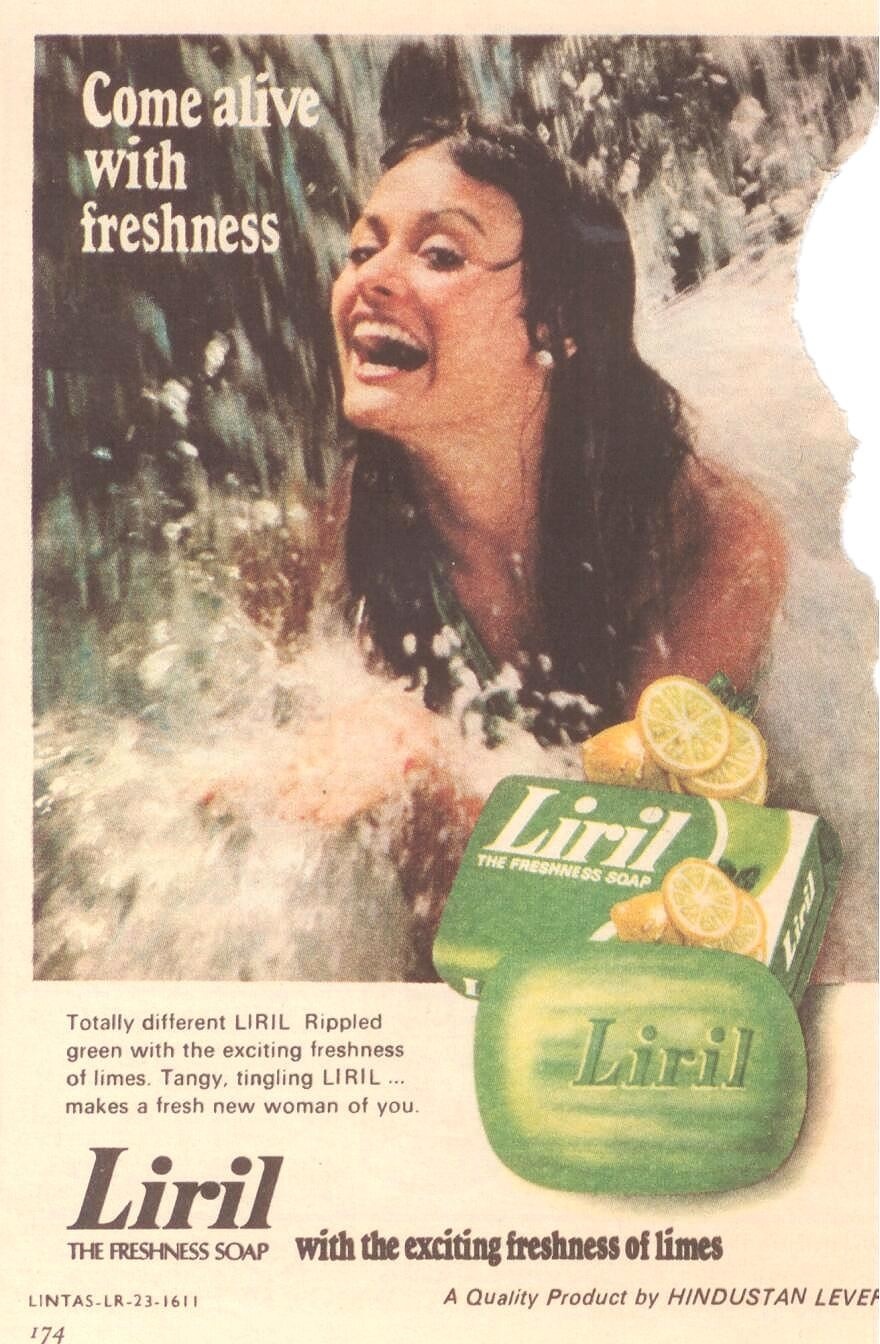 Come alive
with
freshness
Liril
THE FRESHNESS SOAP
Liril
Liril
Totally different LIRIL Rippled
green with the exciting freshness
of limes. Tangy, tingling LIRIL ...
makes a fresh new woman of you.
Liril
THE FRESHNESS SOAP
with the exciting freshness of limes
LINTAS-LR-23-1611
A Quality Product by HINDUSTAN LEVER
174